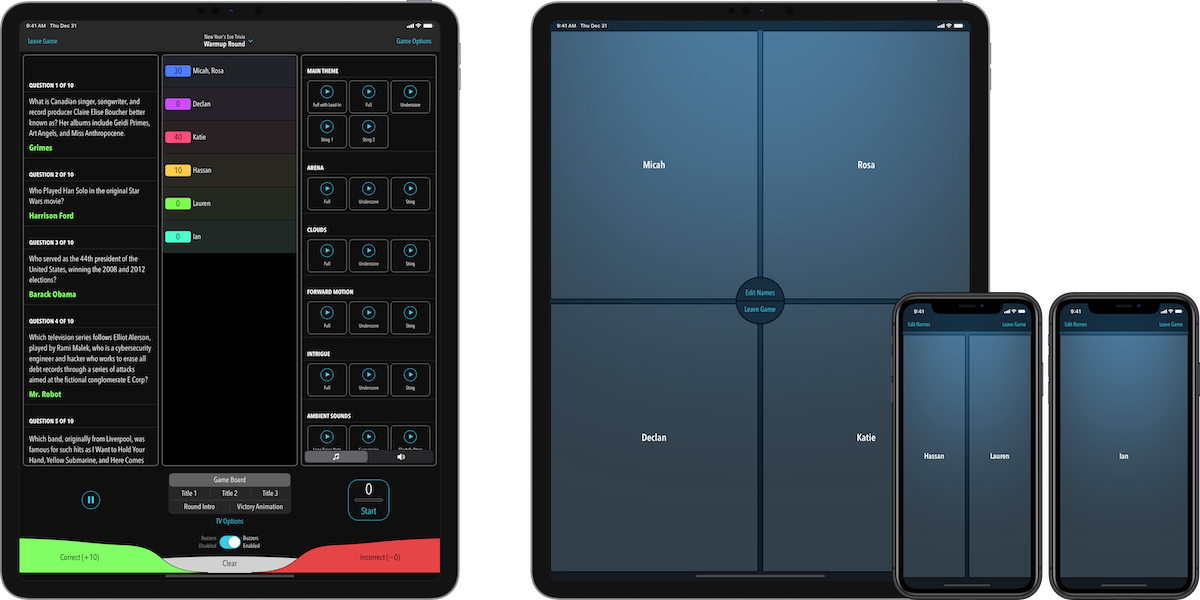 9:41 AM Thu Dec 31
Leave Game
New Year's Eve Trivia
Warmup Round
Game Options
QUESTION 1 OF 10
What is Canadian singer, songwriter, and
record producer Claire Elise Boucher better
known as? Her albums include Geidi Primes,
Art Angels, and Miss Anthropocene.
Grimes
QUESTION 2 OF 10
Who Played Han Solo in the original Star
Wars movie?
Harrison Ford
QUESTION 3 OF 10
Who served as the 44th president of the
United States, winning the 2008 and 2012
elections?
Barack Obama
QUESTION 4 OF 10
Which television series follows Elliot Alerson,
played by Rami Malek, who is a cybersecurity
engineer and hacker who works to erase all
debt records through a series of attacks
aimed at the fictional conglomerate E Corp?
Mr. Robot
QUESTION 5 OF 10
Which band, originally from Liverpool, was
famous for such hits as I Want to Hold Your
Hand, Yellow Submarine, and Here Comes
30 Micah, Rosa
0 Declan
40 Katie
10 Hassan
0 Lauren
0 Ian
MAIN THEME
Full with Lead-In Full Underscore
Sting 1 Sting 2
ARENA
Full Underscore Sting
CLOUDS
Full Underscore Sting
FORWARD MOTION
Full Underscore Sting
INTRIGUE
Full Underscore Sting
AMBIENT SOUNDS
Game Board
Title 1 Title 2 Title 3
Round Intro Victory Animation
TV Options
Buzzers
Disabled
Buzzers
Enabled
0
Start
Correct (+10)
Clear
Incorrect (−0)
9:41 AM Thu Dec 31
Micah
Rosa
Edit Names
Leave Game
Declan
Katie
9:41
Edit Names Leave Game
Hassan
Lauren
9:41
Edit Names Leave Game
Ian